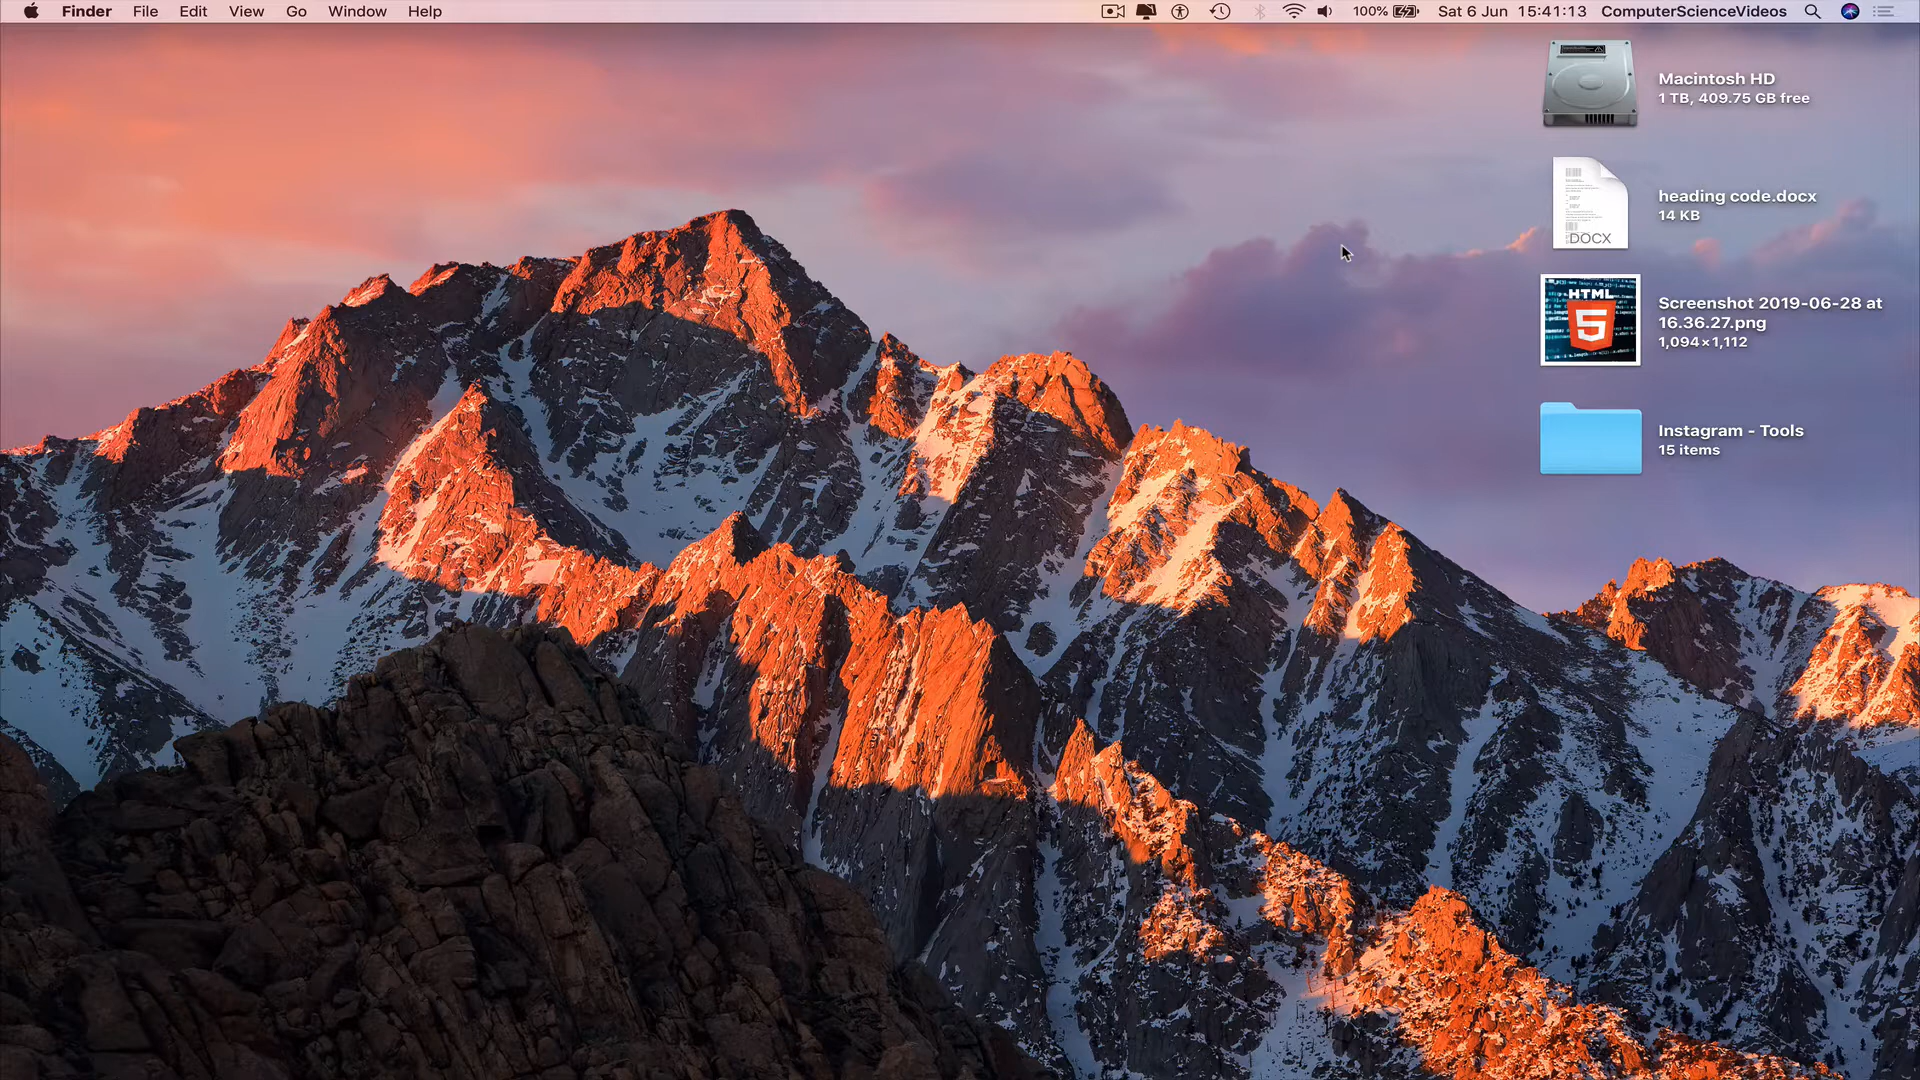 Finder File Edit View Go Window Help 100% Sat 6 Jun 15:41:13 ComputerScienceVideos
Macintosh HD
1 TB, 409.75 GB free
heading code.docx
14 KB
DOCX
HTML
5
Screenshot 2019-06-28 at
16.36.27.png
1,094×1,112
Instagram - Tools
15 items